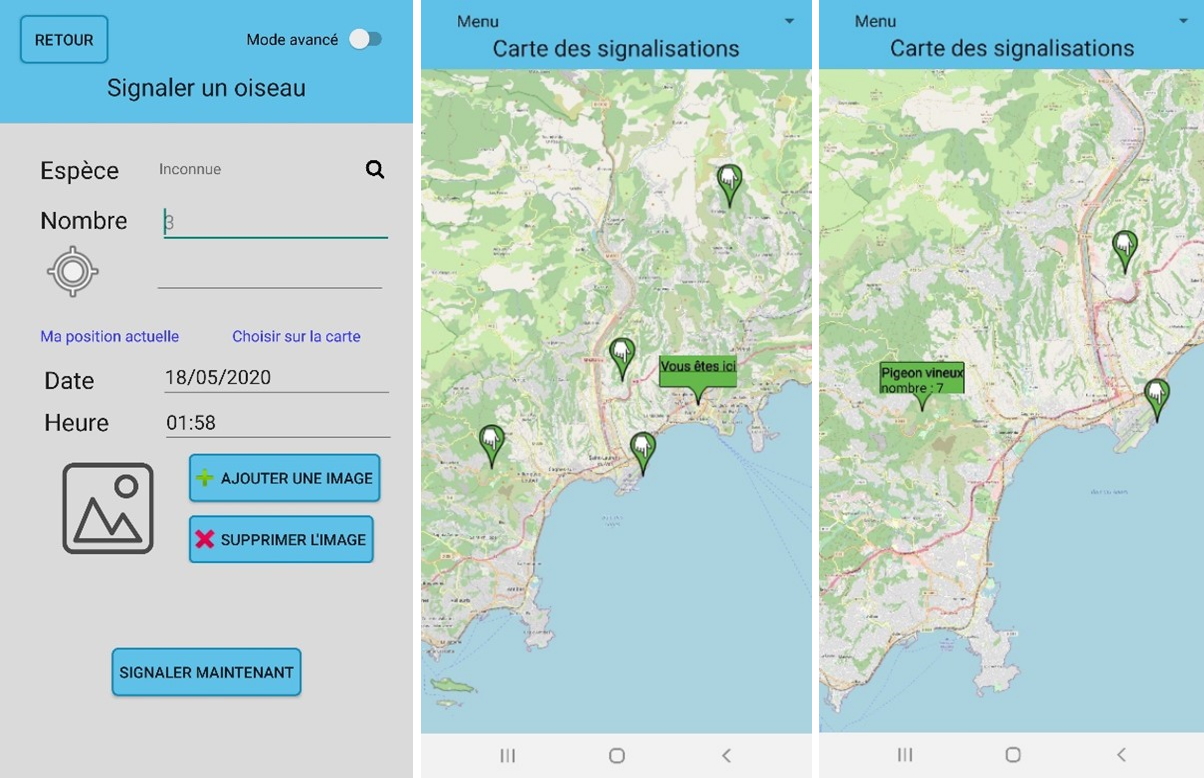 RETOUR
Mode avancé
Signaler un oiseau
Espèce
Inconnue
Nombre
3
Ma position actuelle
Choisir sur la carte
Date
18/05/2020
Heure
01:58
AJOUTER UNE IMAGE
SUPPRIMER L'IMAGE
SIGNALER MAINTENANT
Menu
Carte des signalisations
Vous êtes ici
Menu
Carte des signalisations
Pigeon vineux
nombre : 7